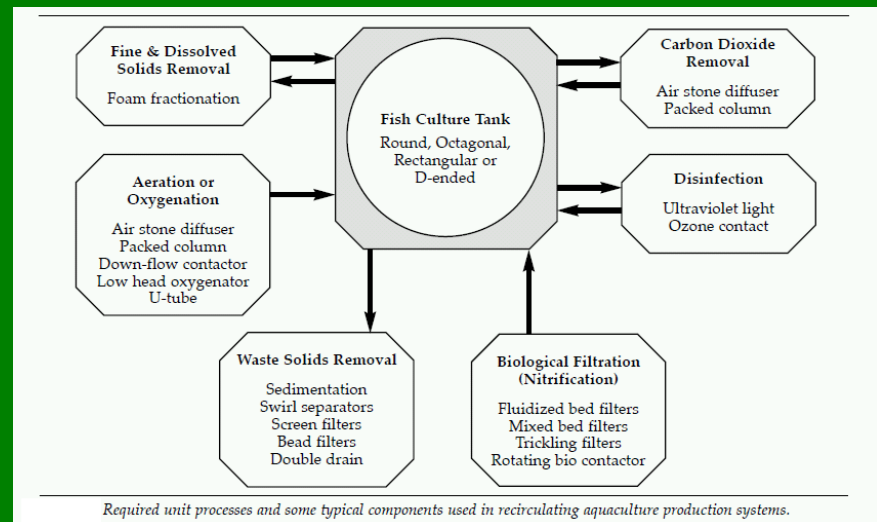 Fine & Dissolved
Solids Removal
Foam fractionation
Carbon Dioxide
Removal
Air stone diffuser
Packed column
Fish Culture Tank
Round, Octagonal,
Rectangular or
D-ended
Aeration or
Oxygenation
Air stone diffuser
Packed column
Down-flow contactor
Low head oxygenator
U-tube
Disinfection
Ultraviolet light
Ozone contact
Waste Solids Removal
Sedimentation
Swirl separators
Screen filters
Bead filters
Double drain
Biological Filtration
(Nitrification)
Fluidized bed filters
Mixed bed filters
Trickling filters
Rotating bio contactor
Required unit processes and some typical components used in recirculating aquaculture production systems.